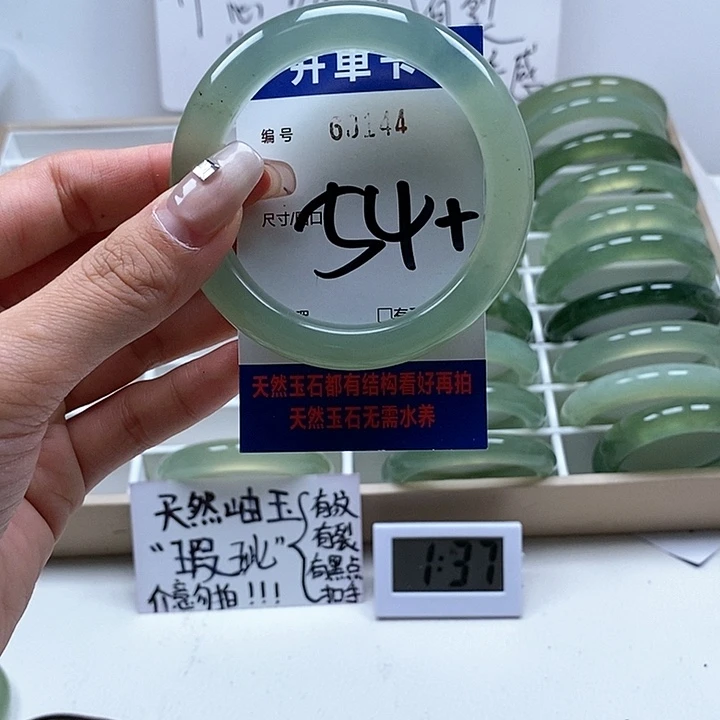 开单卡
编号 60144
尺寸/圈口 54+
天然玉石都有结构看好再拍
天然玉石无需水养
天然岫玉
"瑕玼"
介意勿拍!!!
有纹
有裂
有黑点
扣手
1:37